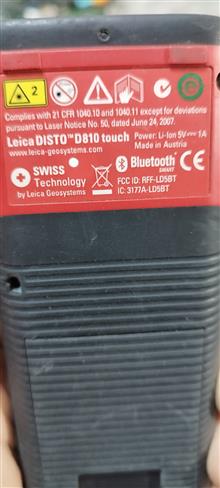 2
Complies with 21 CFR 1040.10 and 1040.11 except for deviations
pursuant to Laser Notice No. 50, dated June 24, 2007.
Leica DISTO™ D810 touch Power: Li-Ion 5V 1A
www.leica-geosystems.com Made in Austria
SWISS Technology
by Leica Geosystems
Bluetooth®
SMART
FCC ID: RFF-LD5BT
IC: 3177A-LD5BT